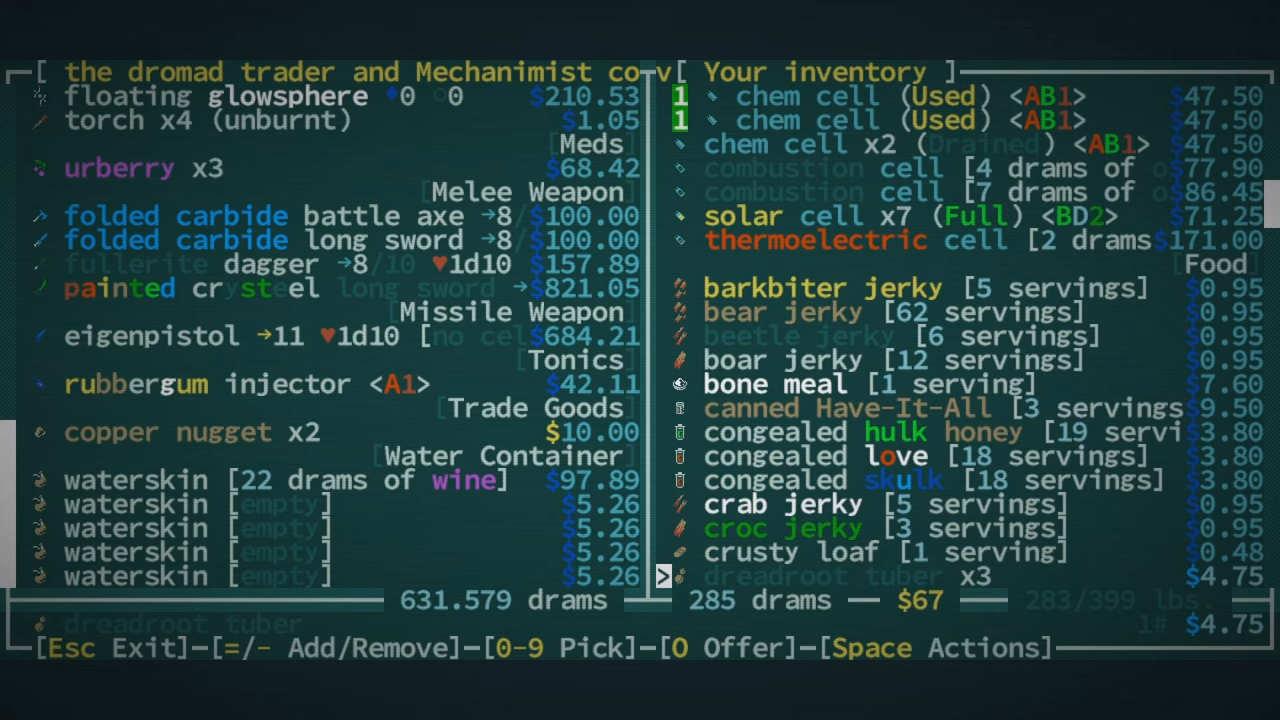 [ the dromad trader and Mechanimist co
floating glowsphere ♦0 ○0 $210.53
torch x4 (unburnt) $1.05
[Meds]
urberry x3 $68.42
[Melee Weapon]
folded carbide battle axe →8 $100.00
folded carbide long sword →8 $100.00
fullerite dagger →8/10 ♥1d10 $157.89
painted crysteel long sword → $821.05
[Missile Weapon]
eigenpistol →11 ♥1d10 [no cel $684.21
[Tonics]
rubbergum injector <A1> $42.11
[Trade Goods]
copper nugget x2 $10.00
[Water Container]
waterskin [22 drams of wine] $97.89
waterskin [empty] $5.26
waterskin [empty] $5.26
waterskin [empty] $5.26
waterskin [empty] $5.26
631.579 drams
v[ Your inventory ]
1 chem cell (Used) <AB1> $47.50
1 chem cell (Used) <AB1> $47.50
chem cell x2 (Drained) <AB1> $47.50
combustion cell [4 drams of o $77.90
combustion cell [7 drams of o $86.45
solar cell x7 (Full) <BD2> $71.25
thermoelectric cell [2 drams $171.00
[Food]
barkbiter jerky [5 servings] $0.95
bear jerky [62 servings] $0.95
beetle jerky [6 servings] $0.95
boar jerky [12 servings] $0.95
bone meal [1 serving] $7.60
canned Have-It-All [3 servings $9.50
congealed hulk honey [19 servi $3.80
congealed love [18 servings] $3.80
congealed skulk [18 servings] $3.80
crab jerky [5 servings] $0.95
croc jerky [3 servings] $0.95
crusty loaf [1 serving] $0.48
> dreadroot tuber x3 $4.75
285 drams — $67 283/399 lbs.
dreadroot tuber 1# $4.75
[Esc Exit]—[=/- Add/Remove]—[0-9 Pick]—[O Offer]—[Space Actions]